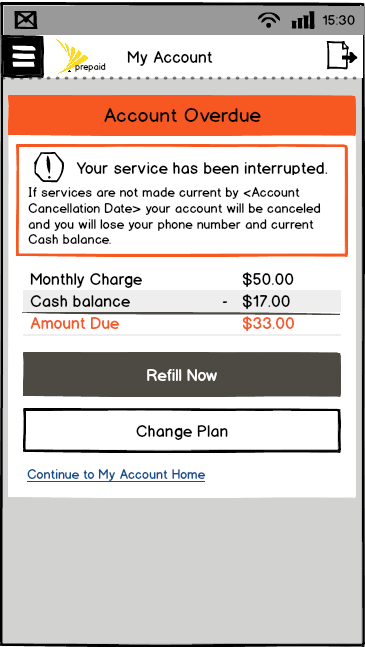 15:30
prepaid
My Account
Account Overdue
Your service has been interrupted.
If services are not made current by <Account
Cancellation Date> your account will be canceled
and you will lose your phone number and current
Cash balance.
Monthly Charge $50.00
Cash balance - $17.00
Amount Due $33.00
Refill Now
Change Plan
Continue to My Account Home